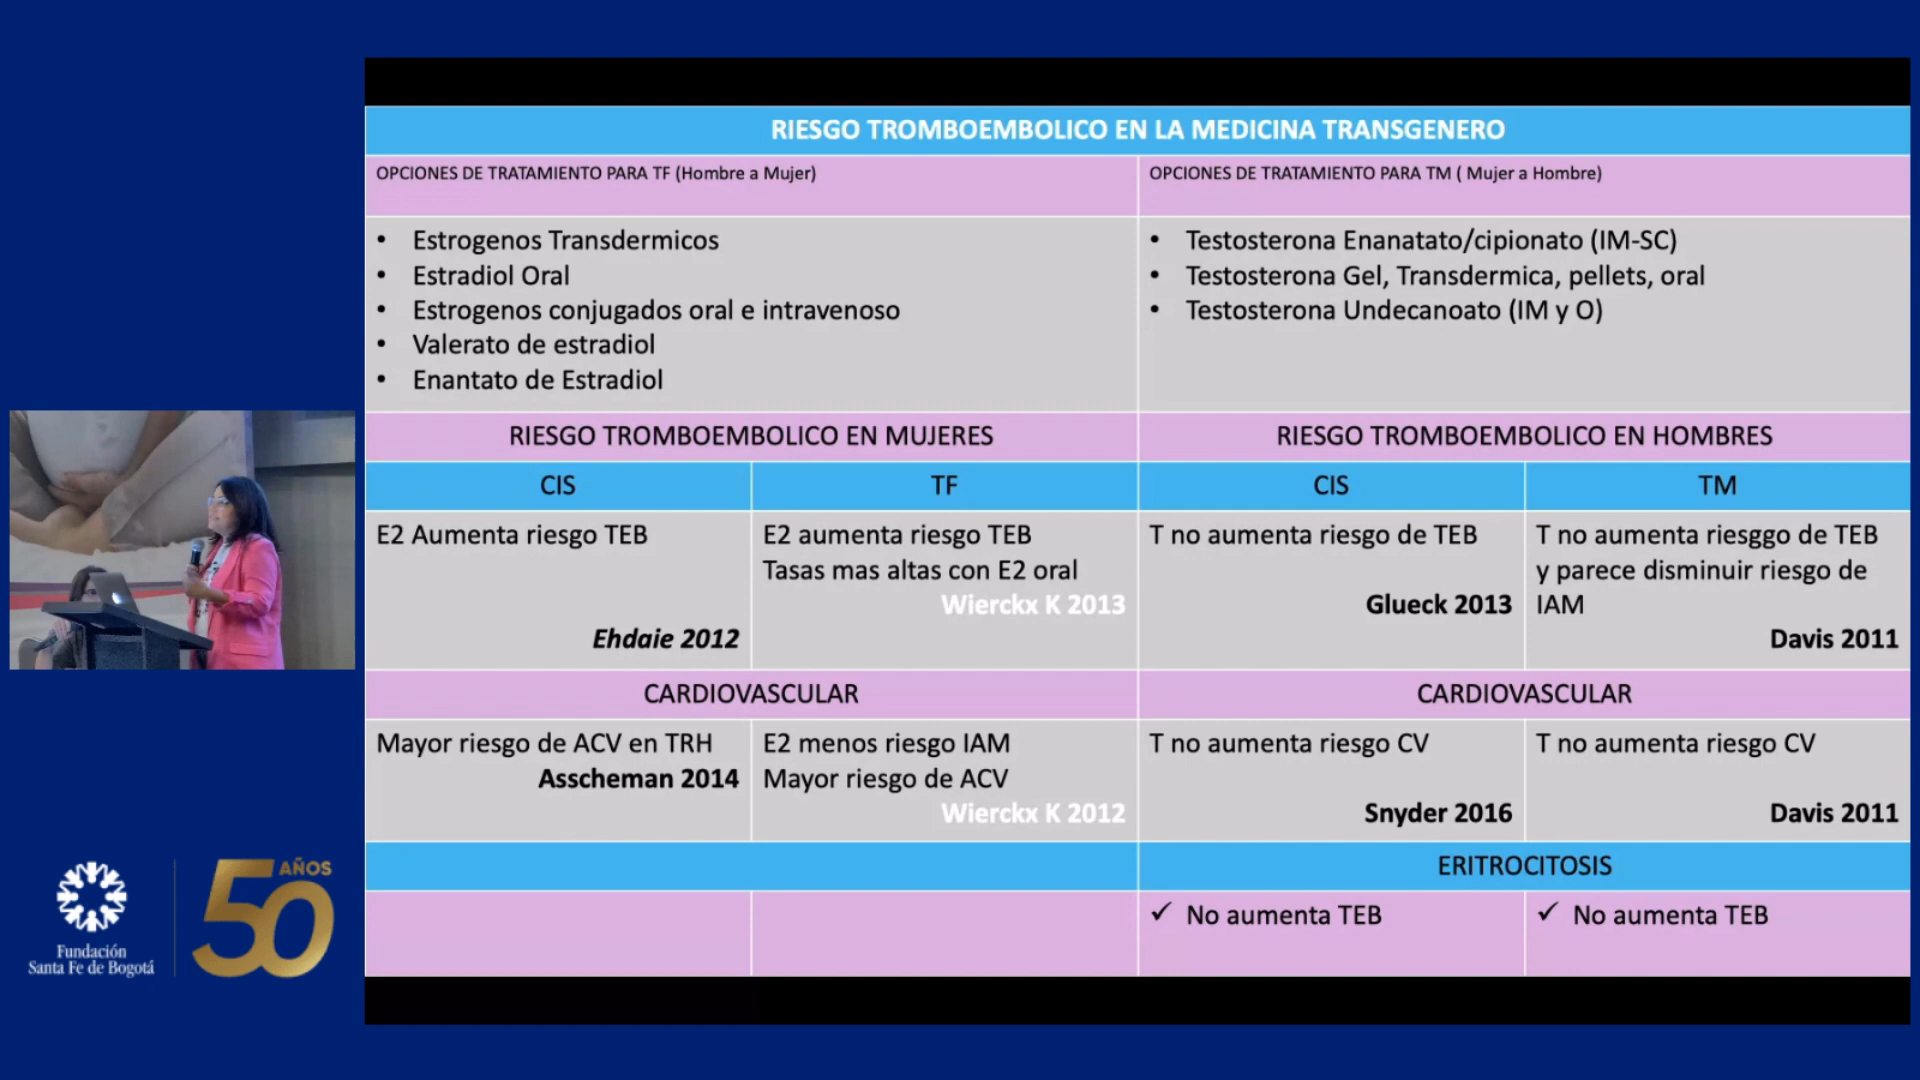 RIESGO TROMBOEMBOLICO EN LA MEDICINA TRANSGENERO
OPCIONES DE TRATAMIENTO PARA TF (Hombre a Mujer)
OPCIONES DE TRATAMIENTO PARA TM ( Mujer a Hombre)
• Estrogenos Transdermicos
• Estradiol Oral
• Estrogenos conjugados oral e intravenoso
• Valerato de estradiol
• Enantato de Estradiol
• Testosterona Enanatato/cipionato (IM-SC)
• Testosterona Gel, Transdermica, pellets, oral
• Testosterona Undecanoato (IM y O)
RIESGO TROMBOEMBOLICO EN MUJERES
RIESGO TROMBOEMBOLICO EN HOMBRES
CIS
TF
CIS
TM
E2 Aumenta riesgo TEB
Ehdaie 2012
E2 aumenta riesgo TEB
Tasas mas altas con E2 oral
Wierckx K 2013
T no aumenta riesgo de TEB
Glueck 2013
T no aumenta riesggo de TEB
y parece disminuir riesgo de
IAM
Davis 2011
CARDIOVASCULAR
CARDIOVASCULAR
Mayor riesgo de ACV en TRH
Asscheman 2014
E2 menos riesgo IAM
Mayor riesgo de ACV
Wierckx K 2012
T no aumenta riesgo CV
Snyder 2016
T no aumenta riesgo CV
Davis 2011
ERITROCITOSIS
✓ No aumenta TEB
✓ No aumenta TEB
Fundación
Santa Fe de Bogotá
50 AÑOS